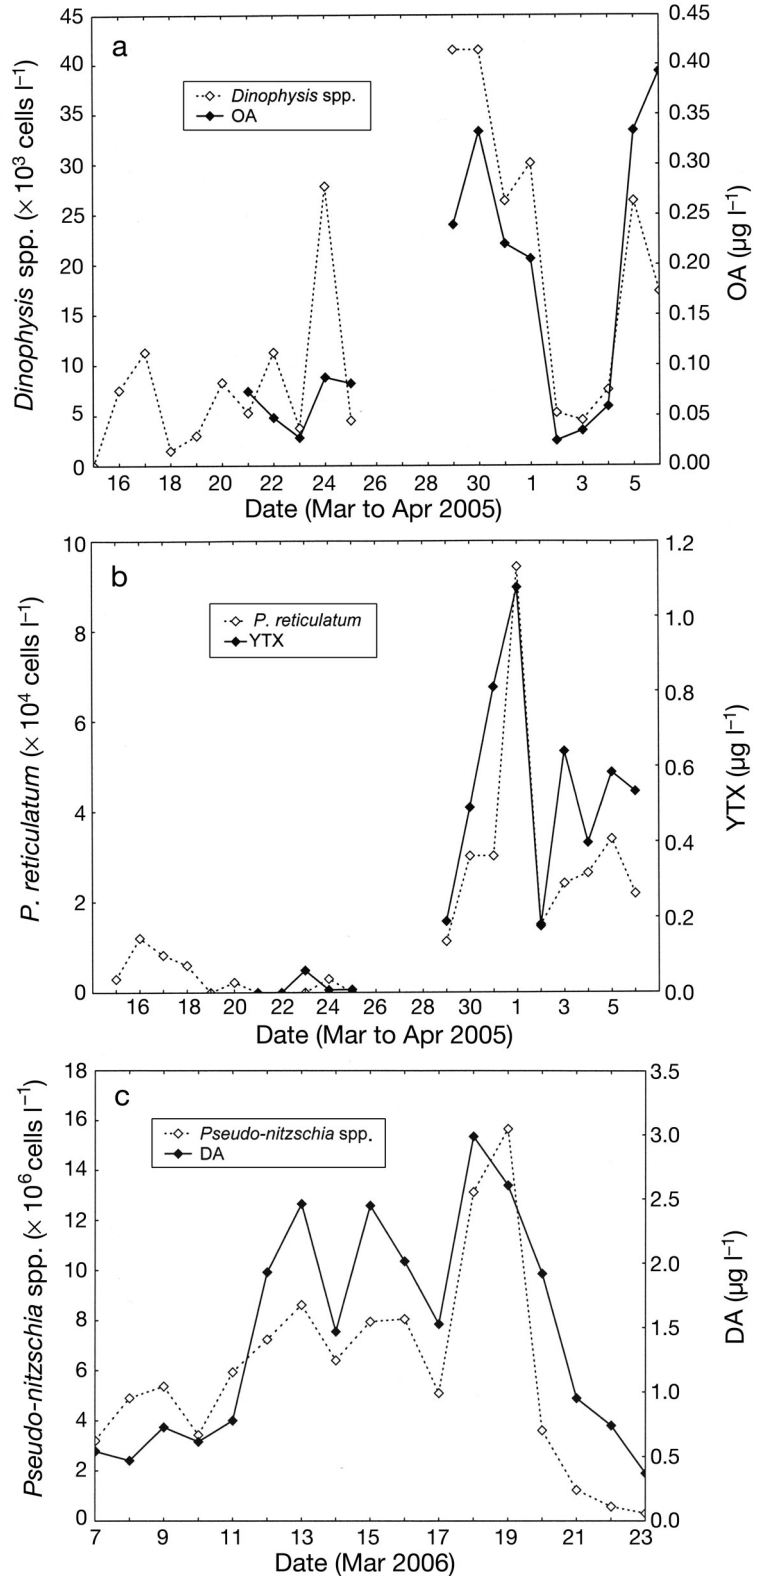 a
Dinophysis spp.
OA
45
40
35
30
25
20
15
10
5
0
Dinophysis spp. (× 10³ cells l⁻¹)
0.45
0.40
0.35
0.30
0.25
0.20
0.15
0.10
0.05
0.00
OA (µg l⁻¹)
16 18 20 22 24 26 28 30 1 3 5
Date (Mar to Apr 2005)
b
P. reticulatum
YTX
10
8
6
4
2
0
P. reticulatum (× 10⁴ cells l⁻¹)
1.2
1.0
0.8
0.6
0.4
0.2
0.0
YTX (µg l⁻¹)
16 18 20 22 24 26 28 30 1 3 5
Date (Mar to Apr 2005)
c
Pseudo-nitzschia spp.
DA
18
16
14
12
10
8
6
4
2
0
Pseudo-nitzschia spp. (× 10⁶ cells l⁻¹)
3.5
3.0
2.5
2.0
1.5
1.0
0.5
0.0
DA (µg l⁻¹)
7 9 11 13 15 17 19 21 23
Date (Mar 2006)